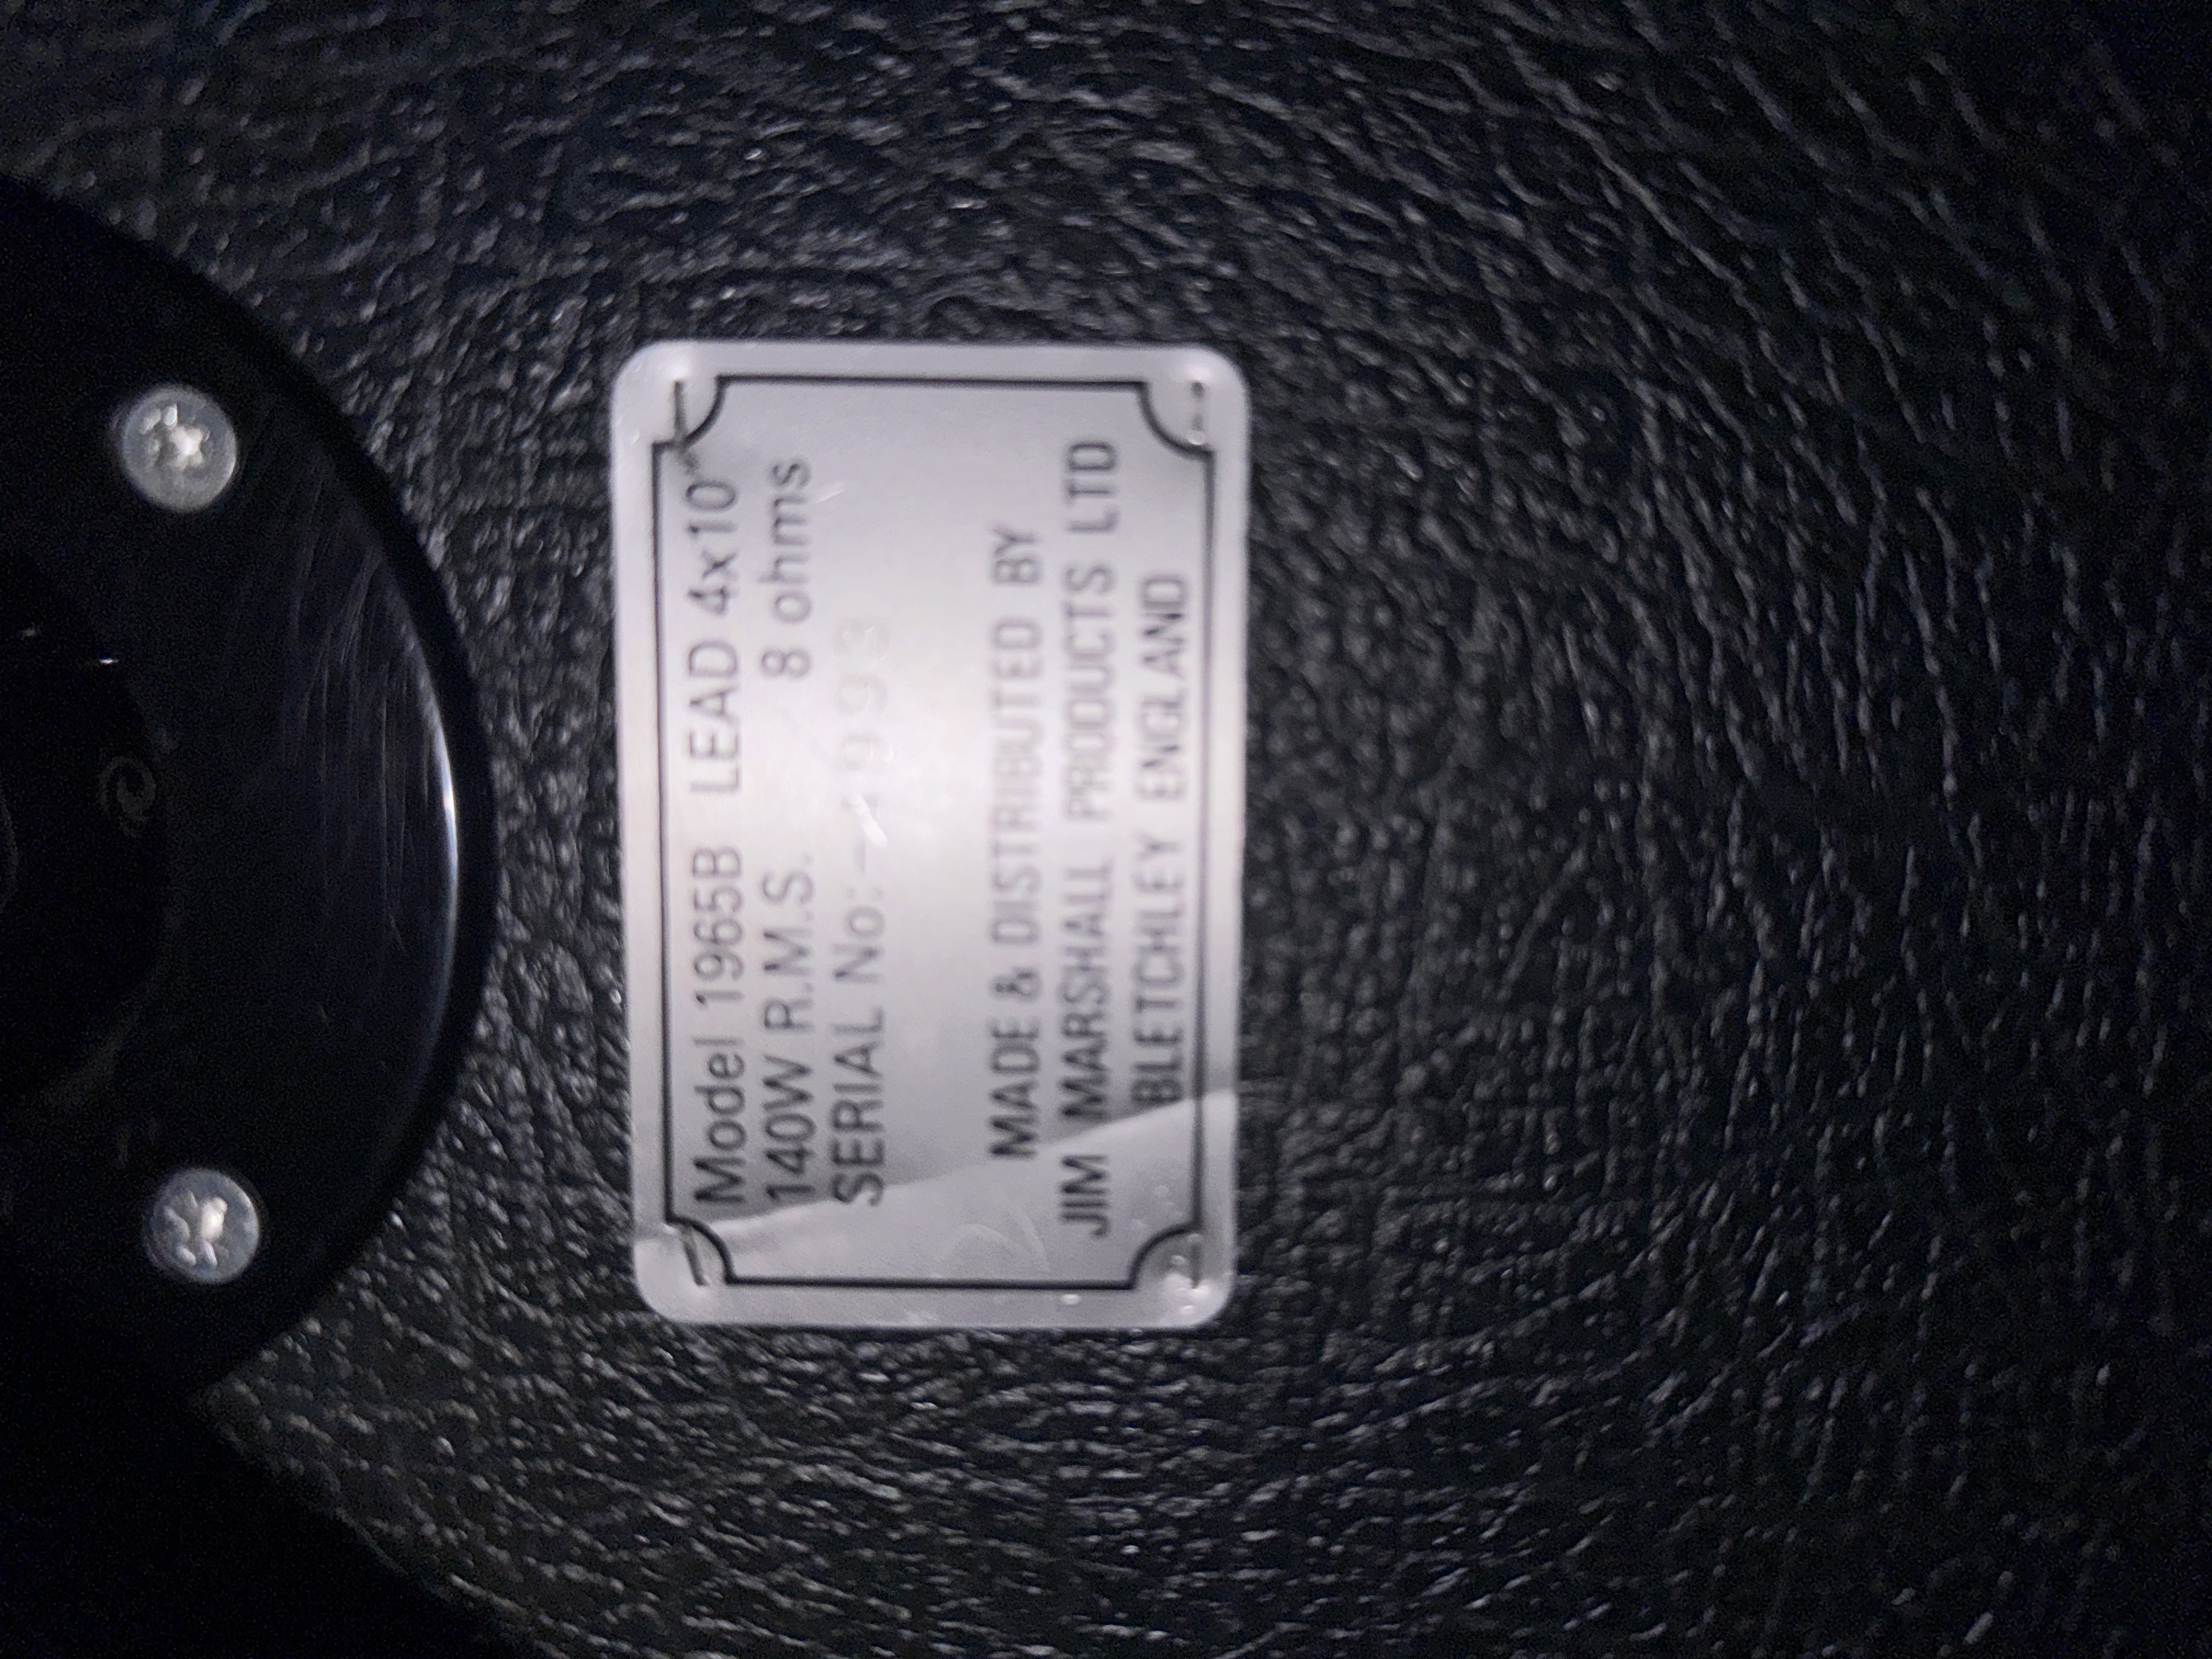 Model 1965B LEAD 4x10"
140W R.M.S. 8 ohms
SERIAL No:-
MADE & DISTRIBUTED BY
JIM MARSHALL PRODUCTS LTD
BLETCHLEY ENGLAND